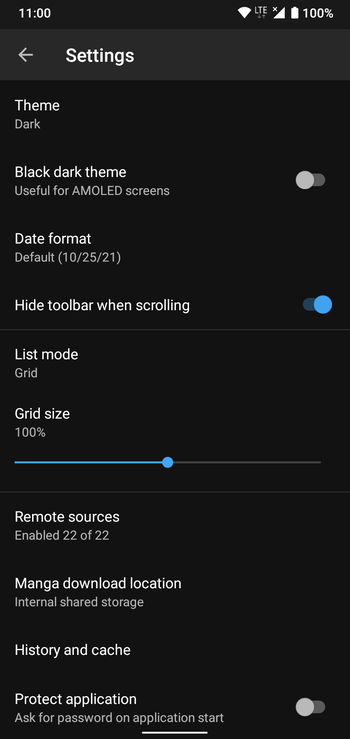 11:00 LTE 100%
Settings
Theme
Dark
Black dark theme
Useful for AMOLED screens
Date format
Default (10/25/21)
Hide toolbar when scrolling
List mode
Grid
Grid size
100%
Remote sources
Enabled 22 of 22
Manga download location
Internal shared storage
History and cache
Protect application
Ask for password on application start